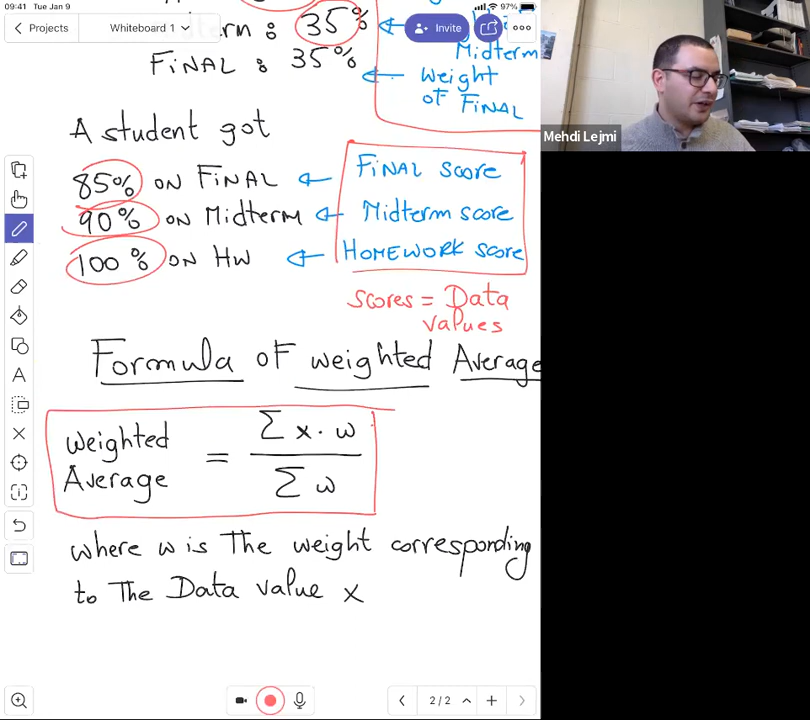 09:41 Tue Jan 9
97%
Projects
Whiteboard 1
Invite
35%
Midterm
FINAL : 35%
weight
of FINAL
A student got
85% ON FINAL
FINAL score
90% ON Midterm
Midterm score
100% ON HW
HOMEWORK score
scores = Data
values
Formula of weighted Average
weighted
Average
=
Σ x · w
Σ w
where w is The weight corresponding
to The Data value x
A
2/2
Mehdi Lejmi